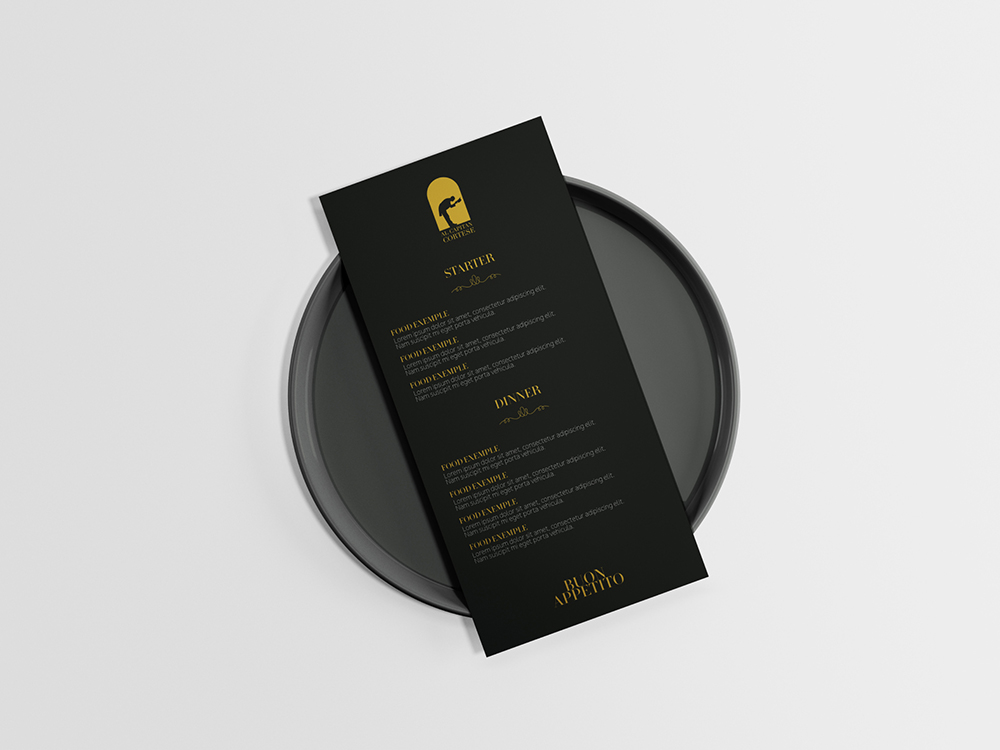 AL CAPITAN
CORTESE
STARTER
FOOD EXEMPLE
Lorem ipsum dolor sit amet, consectetur adipiscing elit.
Nam suscipit mi eget porta vehicula.
FOOD EXEMPLE
Lorem ipsum dolor sit amet, consectetur adipiscing elit.
Nam suscipit mi eget porta vehicula.
FOOD EXEMPLE
Lorem ipsum dolor sit amet, consectetur adipiscing elit.
Nam suscipit mi eget porta vehicula.
DINNER
FOOD EXEMPLE
Lorem ipsum dolor sit amet, consectetur adipiscing elit.
Nam suscipit mi eget porta vehicula.
FOOD EXEMPLE
Lorem ipsum dolor sit amet, consectetur adipiscing elit.
Nam suscipit mi eget porta vehicula.
FOOD EXEMPLE
Lorem ipsum dolor sit amet, consectetur adipiscing elit.
Nam suscipit mi eget porta vehicula.
FOOD EXEMPLE
Lorem ipsum dolor sit amet, consectetur adipiscing elit.
Nam suscipit mi eget porta vehicula.
BUON
APPETITO